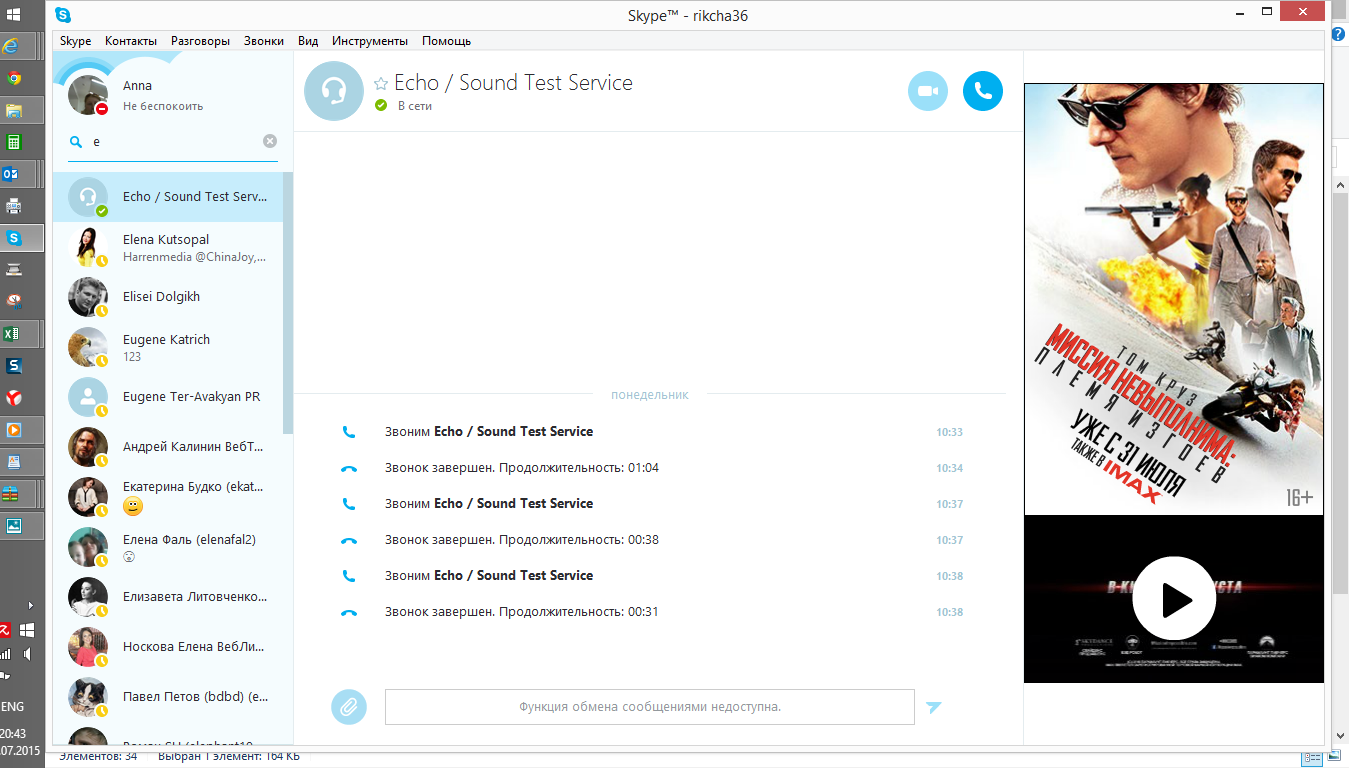 Skype™ - rikcha36
Skype Контакты Разговоры Звонки Вид Инструменты Помощь
Anna
Не беспокоить
e
Echo / Sound Test Serv...
Elena Kutsopal
Harrenmedia @ChinaJoy,...
Elisei Dolgikh
Eugene Katrich
123
Eugene Ter-Avakyan PR
Андрей Калинин ВебТ...
Екатерина Будко (ekat...
Елена Фаль (elenafal2)
Елизавета Литовченко...
Носкова Елена ВебЛи...
Павел Петов (bdbd) (e...
Echo / Sound Test Service
В сети
понедельник
Звоним Echo / Sound Test Service 10:33
Звонок завершен. Продолжительность: 01:04 10:34
Звоним Echo / Sound Test Service 10:37
Звонок завершен. Продолжительность: 00:38 10:37
Звоним Echo / Sound Test Service 10:38
Звонок завершен. Продолжительность: 00:31 10:38
Функция обмена сообщениями недоступна.
ТОМ КРУЗ
МИССИЯ НЕВЫПОЛНИМА:
ПЛЕМЯ ИЗГОЕВ
УЖЕ С 31 ИЮЛЯ
ТАКЖЕ В IMAX
16+
ENG
20:43
.07.2015
Элементов: 34 Выбран 1 элемент: 164 КБ